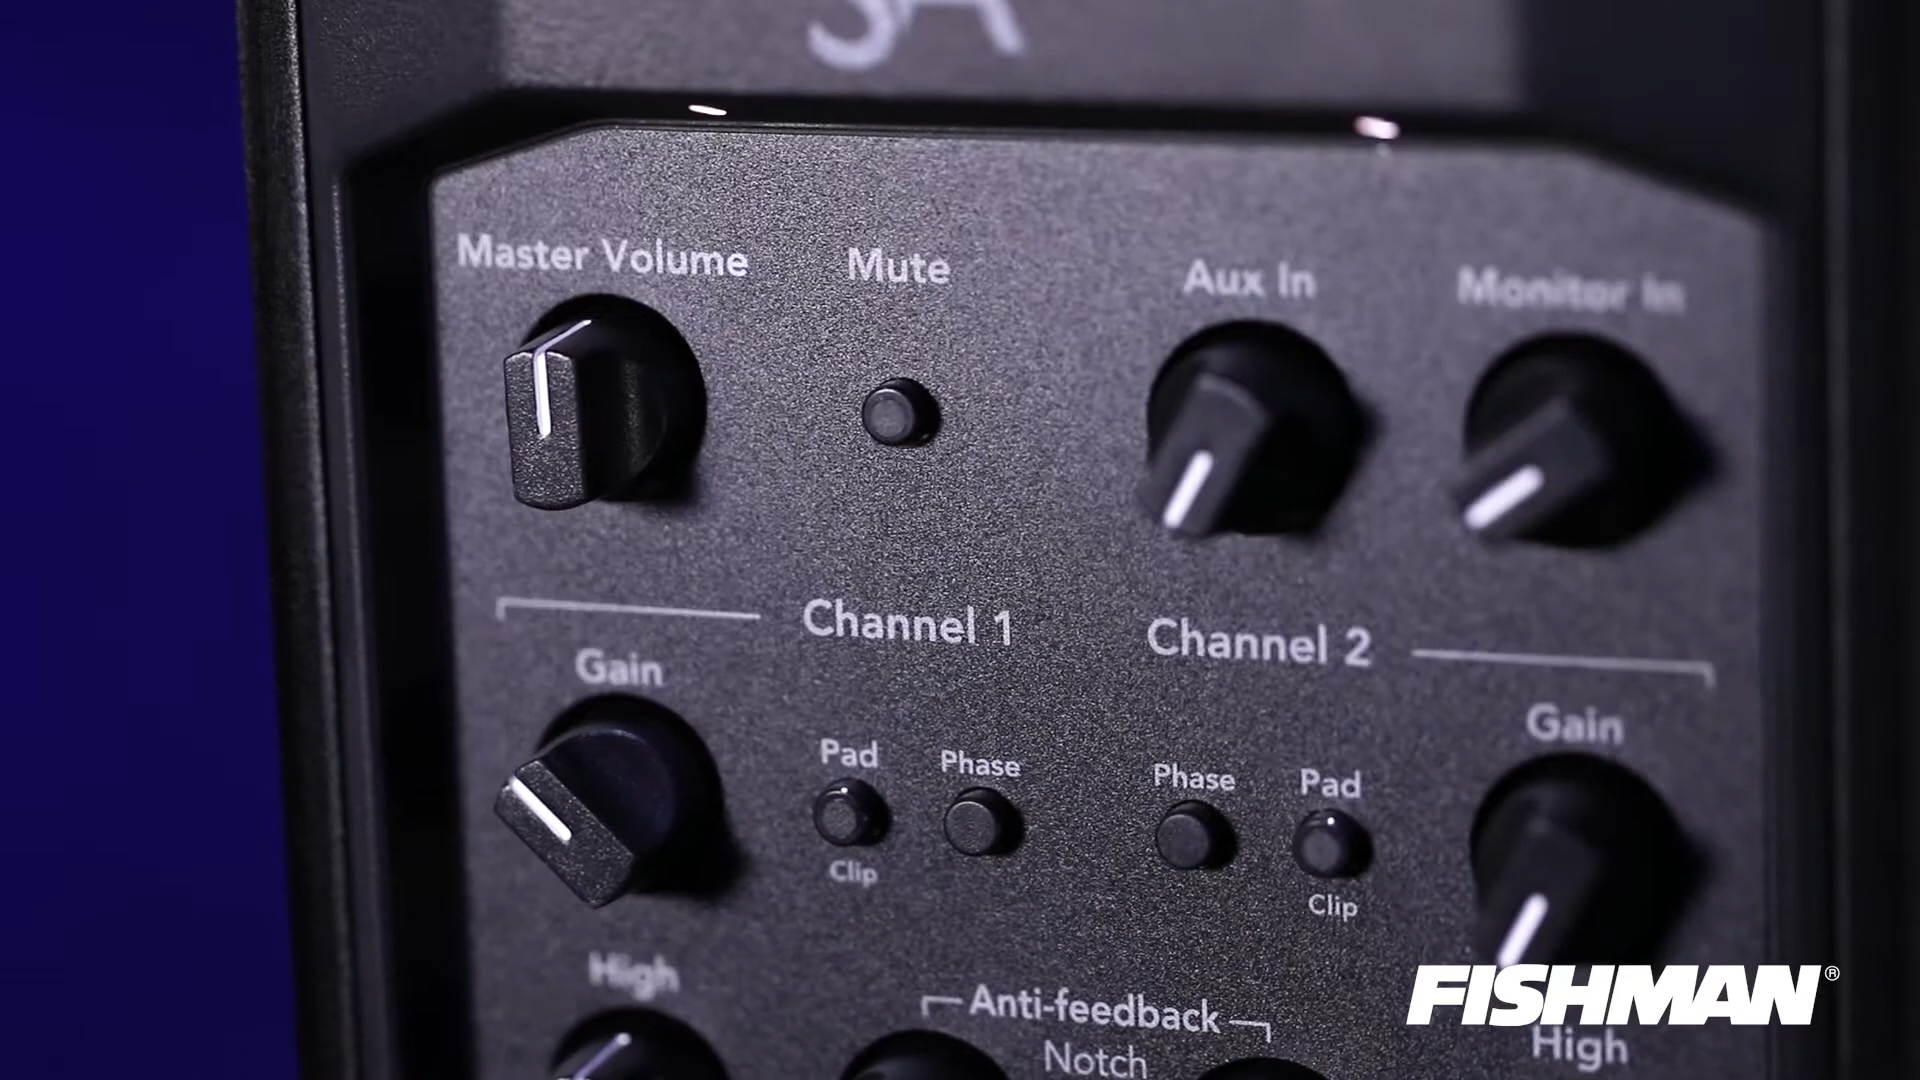 SA
Master Volume
Mute
Aux In
Monitor In
Channel 1
Channel 2
Gain
Gain
Pad
Phase
Phase
Pad
Clip
Clip
High
Anti-feedback
Notch
High
FISHMAN®